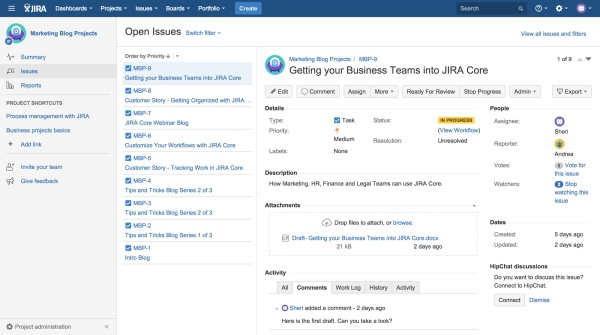 JIRA Dashboards Projects Issues Boards Portfolio Create Search
Marketing Blog Projects
Summary
Issues
Reports
PROJECT SHORTCUTS
Process management with JIRA
Business projects basics
+ Add link
Invite your team
Give feedback
Project administration «
Open Issues Switch filter
View all issues and filters
Order by Priority
MBP-9
Getting your Business Teams into JIRA Core
MBP-8
Customer Story - Getting Organized with JIRA ...
MBP-7
JIRA Core Webinar Blog
MBP-6
Customize Your Workflows with JIRA Core
MBP-5
Customer Story - Tracking Work in JIRA Core
MBP-4
Tips and Tricks Blog Series 2 of 3
MBP-3
Tips and Tricks Blog Series 2 of 3
MBP-2
Tips and Tricks Blog Series 1 of 3
MBP-1
Intro Blog
Marketing Blog Projects / MBP-9
1 of 9
Getting your Business Teams into JIRA Core
Edit Comment Assign More Ready For Review Stop Progress Admin Export
Details
Type: Task
Status: IN PROGRESS
(View Workflow)
Priority: Medium
Resolution: Unresolved
Labels: None
Description
How Marketing, HR, Finance and Legal Teams can use JIRA Core.
Attachments
Drop files to attach, or browse.
Draft- Getting your Business Teams into JIRA Core.docx
21 kB 2 days ago
Activity
All Comments Work Log History Activity
Sheri added a comment - 2 days ago
Here is the first draft. Can you take a look?
People
Assignee:
Sheri
Reporter:
Andrea
Votes: Vote for this issue
Watchers: Stop watching this issue
Dates
Created: 5 days ago
Updated: 2 days ago
HipChat discussions
Do you want to discuss this issue? Connect to HipChat.
Connect Dismiss